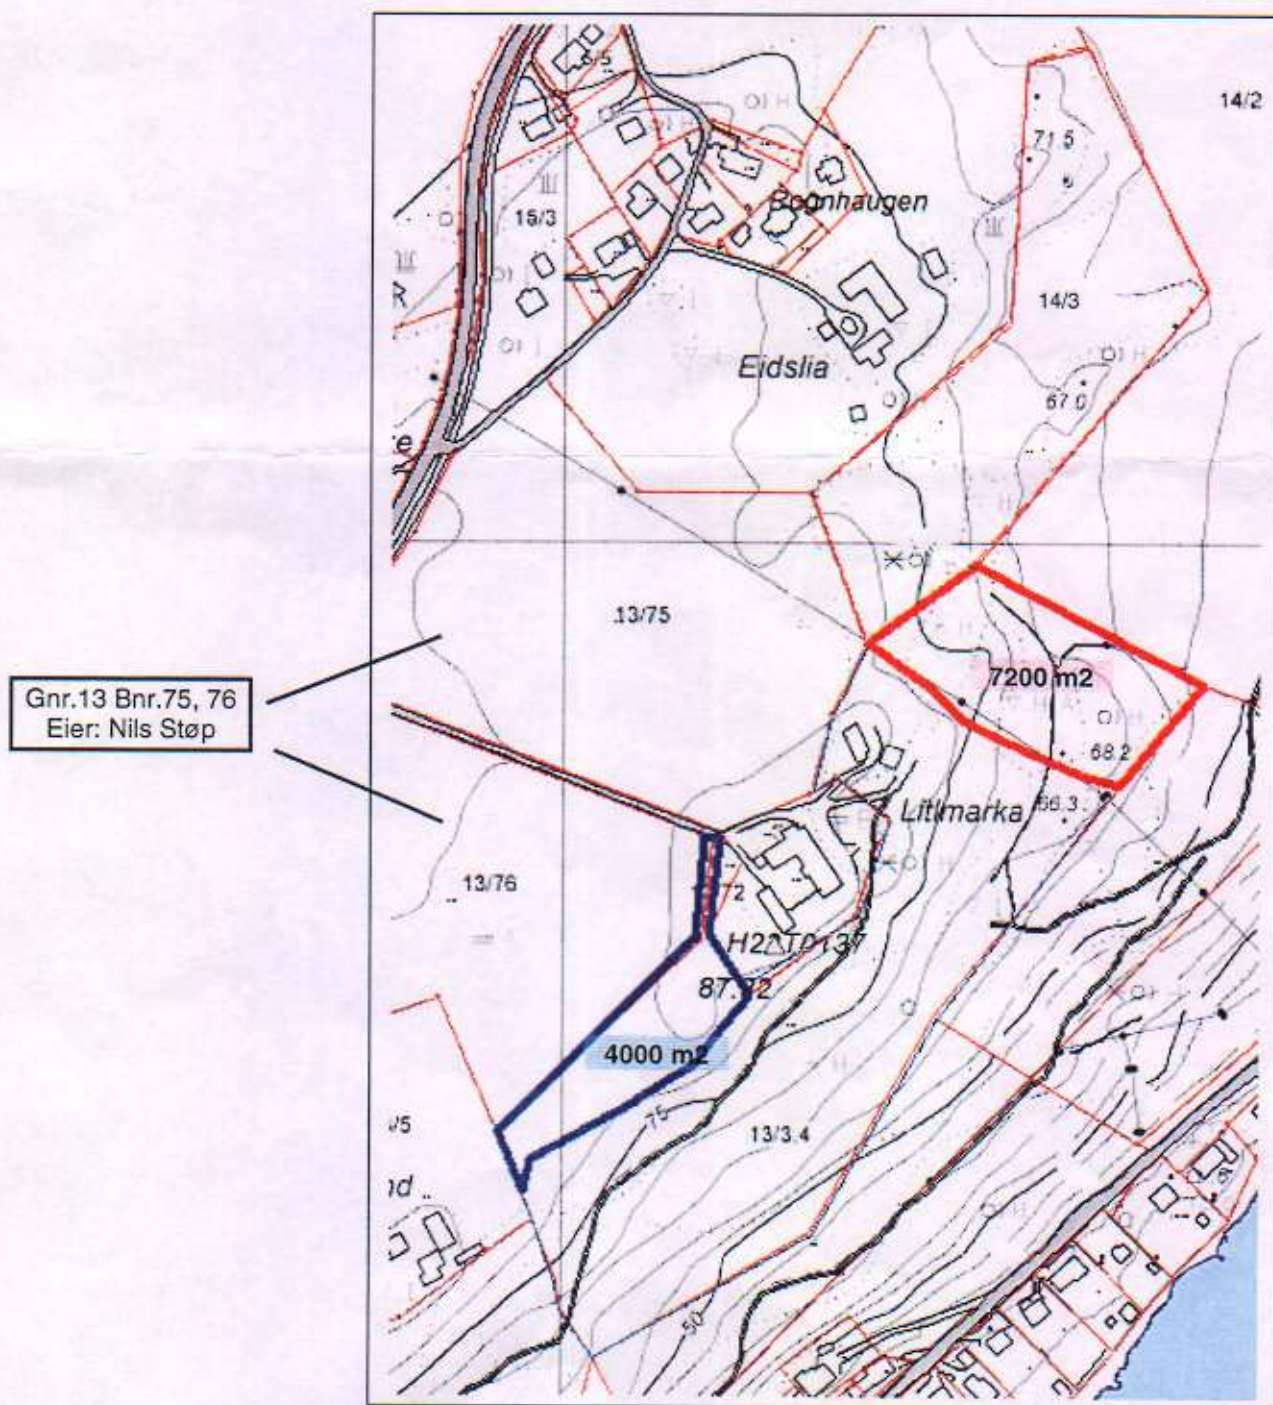 14/2
71.5
Sognhaugen
15/3
14/3
Eidslia
67.0
13/75
7200 m2
Gnr.13 Bnr.75, 76
Eier: Nils Støp
68.2
Litlmarka
66.3
13/76
87.72
4000 m2
75
13/3.4
50